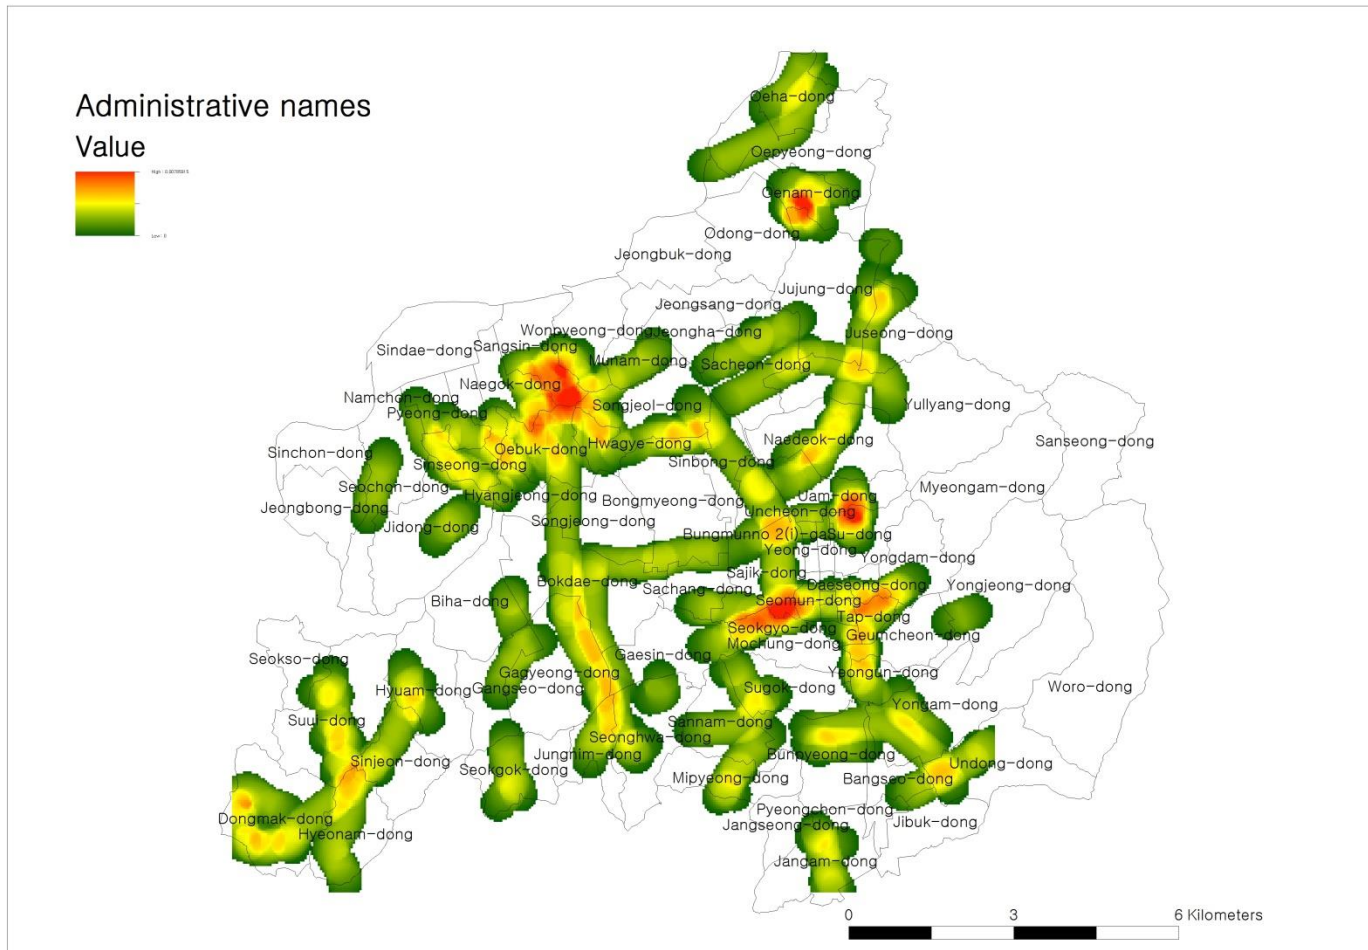 Administrative names
Value
Oeha-dong
Oepyeong-dong
Oenam-dong
Odong-dong
Jeongbuk-dong
Jujung-dong
Jeongsang-dong
Wonpyeong-dong
Jeongha-dong
Juseong-dong
Sangsin-dong
Sindae-dong
Munam-dong
Sacheon-dong
Naegok-dong
Namchon-dong
Pyeong-dong
Songjeol-dong
Yullyang-dong
Naedeok-dong
Sanseong-dong
Hwagye-dong
Oebuk-dong
Sinchon-dong
Sinseong-dong
Sinbong-dong
Seochon-dong
Myeongam-dong
Hyangjeong-dong
Bongmyeong-dong
Uam-dong
Jeongbong-dong
Uncheon-dong
Jidong-dong
Songjeong-dong
Bungmunno 2(i)-ga
Su-dong
Yeong-dong
Yongdam-dong
Sajik-dong
Bokdae-dong
Sachang-dong
Daeseong-dong
Yongjeong-dong
Biha-dong
Seomun-dong
Tap-dong
Seokgyo-dong
Geumcheon-dong
Mochung-dong
Gaesin-dong
Seokso-dong
Gagyeong-dong
Yeongun-dong
Hyuam-dong
Gangseo-dong
Sugok-dong
Woro-dong
Yongam-dong
Suui-dong
Sannam-dong
Seonghwa-dong
Jungnim-dong
Bunpyeong-dong
Sinjeon-dong
Undong-dong
Seokgok-dong
Mipyeong-dong
Bangseo-dong
Pyeongchon-dong
Dongmak-dong
Jangseong-dong
Jibuk-dong
Hyeonam-dong
Jangam-dong
0 3 6 Kilometers